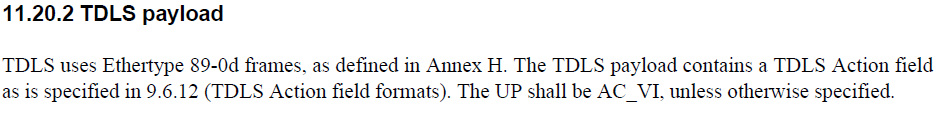 11.20.2 TDLS payload
TDLS uses Ethertype 89-0d frames, as defined in Annex H. The TDLS payload contains a TDLS Action field
as is specified in 9.6.12 (TDLS Action field formats). The UP shall be AC_VI, unless otherwise specified.